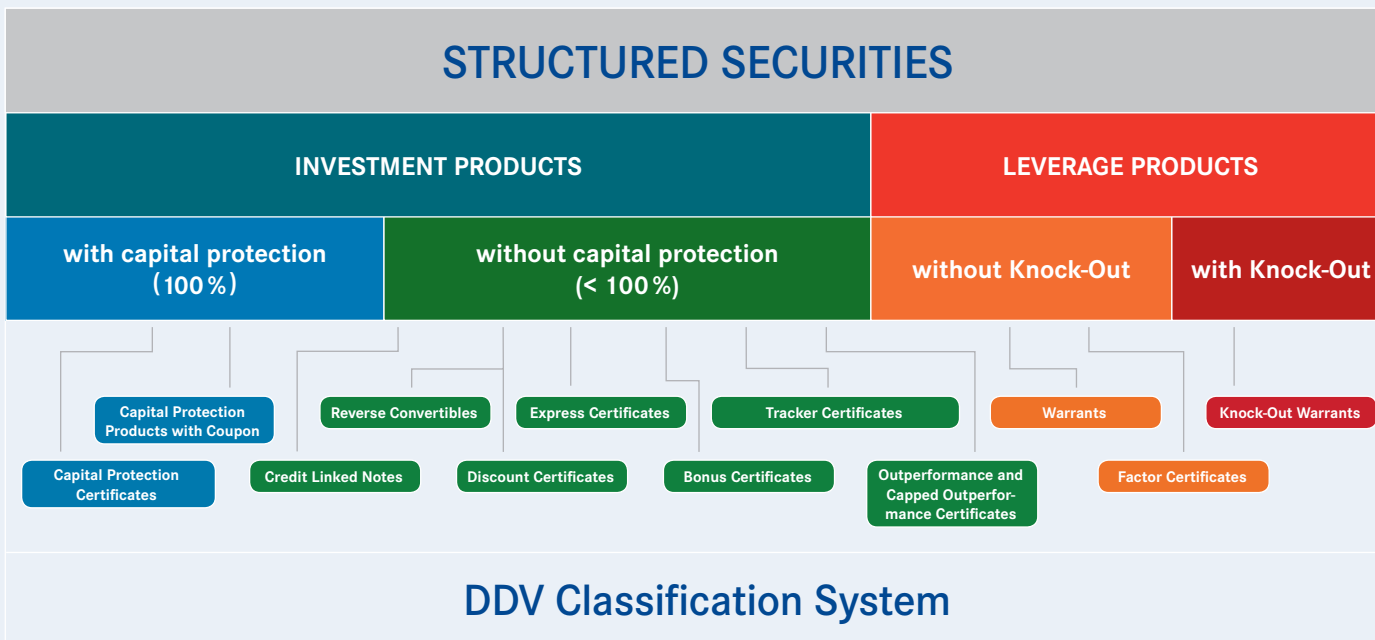 STRUCTURED SECURITIES
INVESTMENT PRODUCTS
LEVERAGE PRODUCTS
with capital protection
(100 %)
without capital protection
(< 100 %)
without Knock-Out
with Knock-Out
Capital Protection
Products with Coupon
Reverse Convertibles
Express Certificates
Tracker Certificates
Warrants
Knock-Out Warrants
Capital Protection
Certificates
Credit Linked Notes
Discount Certificates
Bonus Certificates
Outperformance and
Capped Outperfor-
mance Certificates
Factor Certificates
DDV Classification System